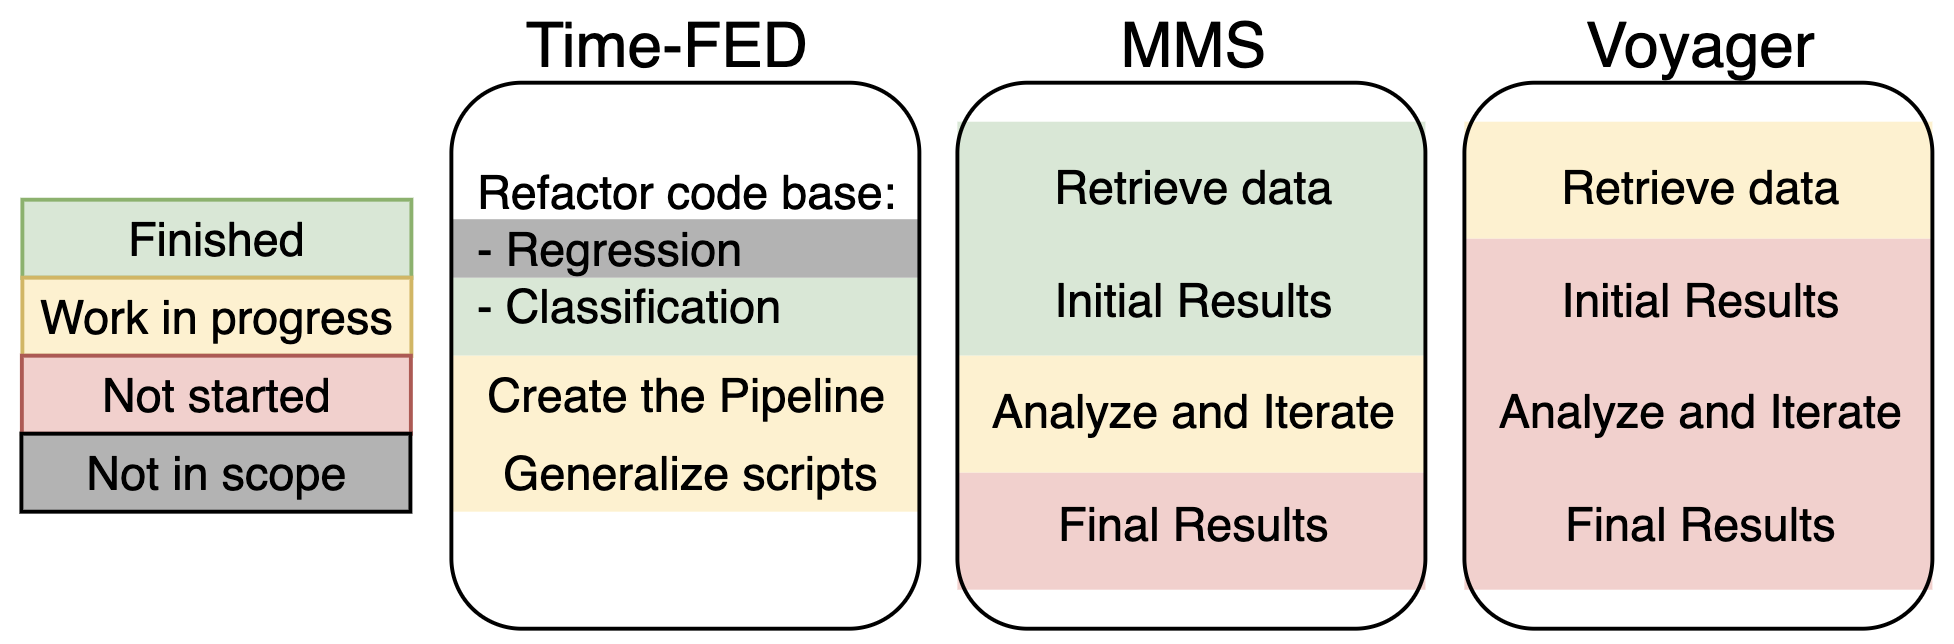 Time-FED
MMS
Voyager
Finished
Work in progress
Not started
Not in scope
Refactor code base:
- Regression
- Classification
Create the Pipeline
Generalize scripts
Retrieve data
Initial Results
Analyze and Iterate
Final Results
Retrieve data
Initial Results
Analyze and Iterate
Final Results